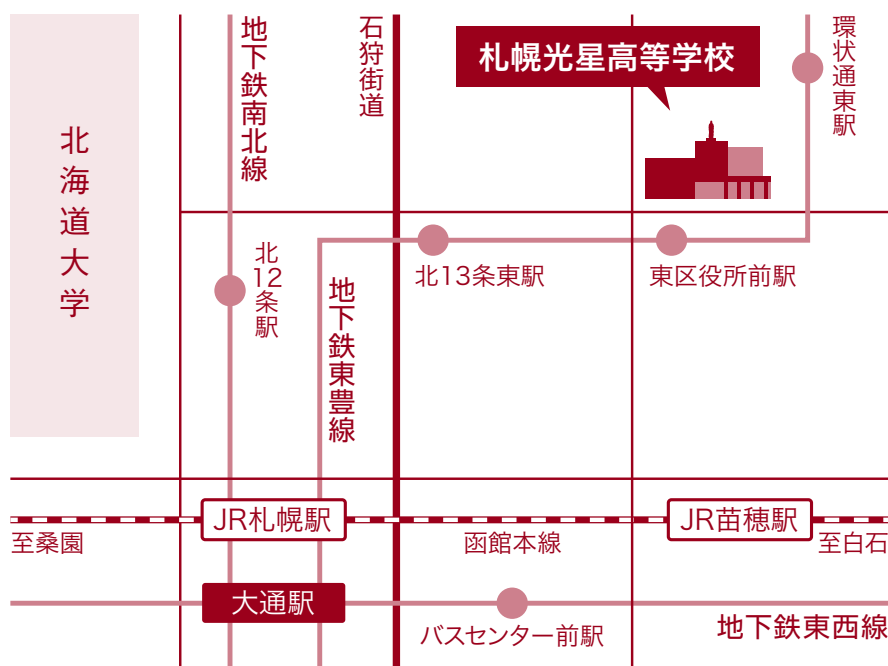 地下鉄南北線
石狩街道
札幌光星高等学校
環状通東駅
北海道大学
北12条駅
地下鉄東豊線
北13条東駅
東区役所前駅
JR札幌駅
JR苗穂駅
至桑園
函館本線
至白石
大通駅
バスセンター前駅
地下鉄東西線